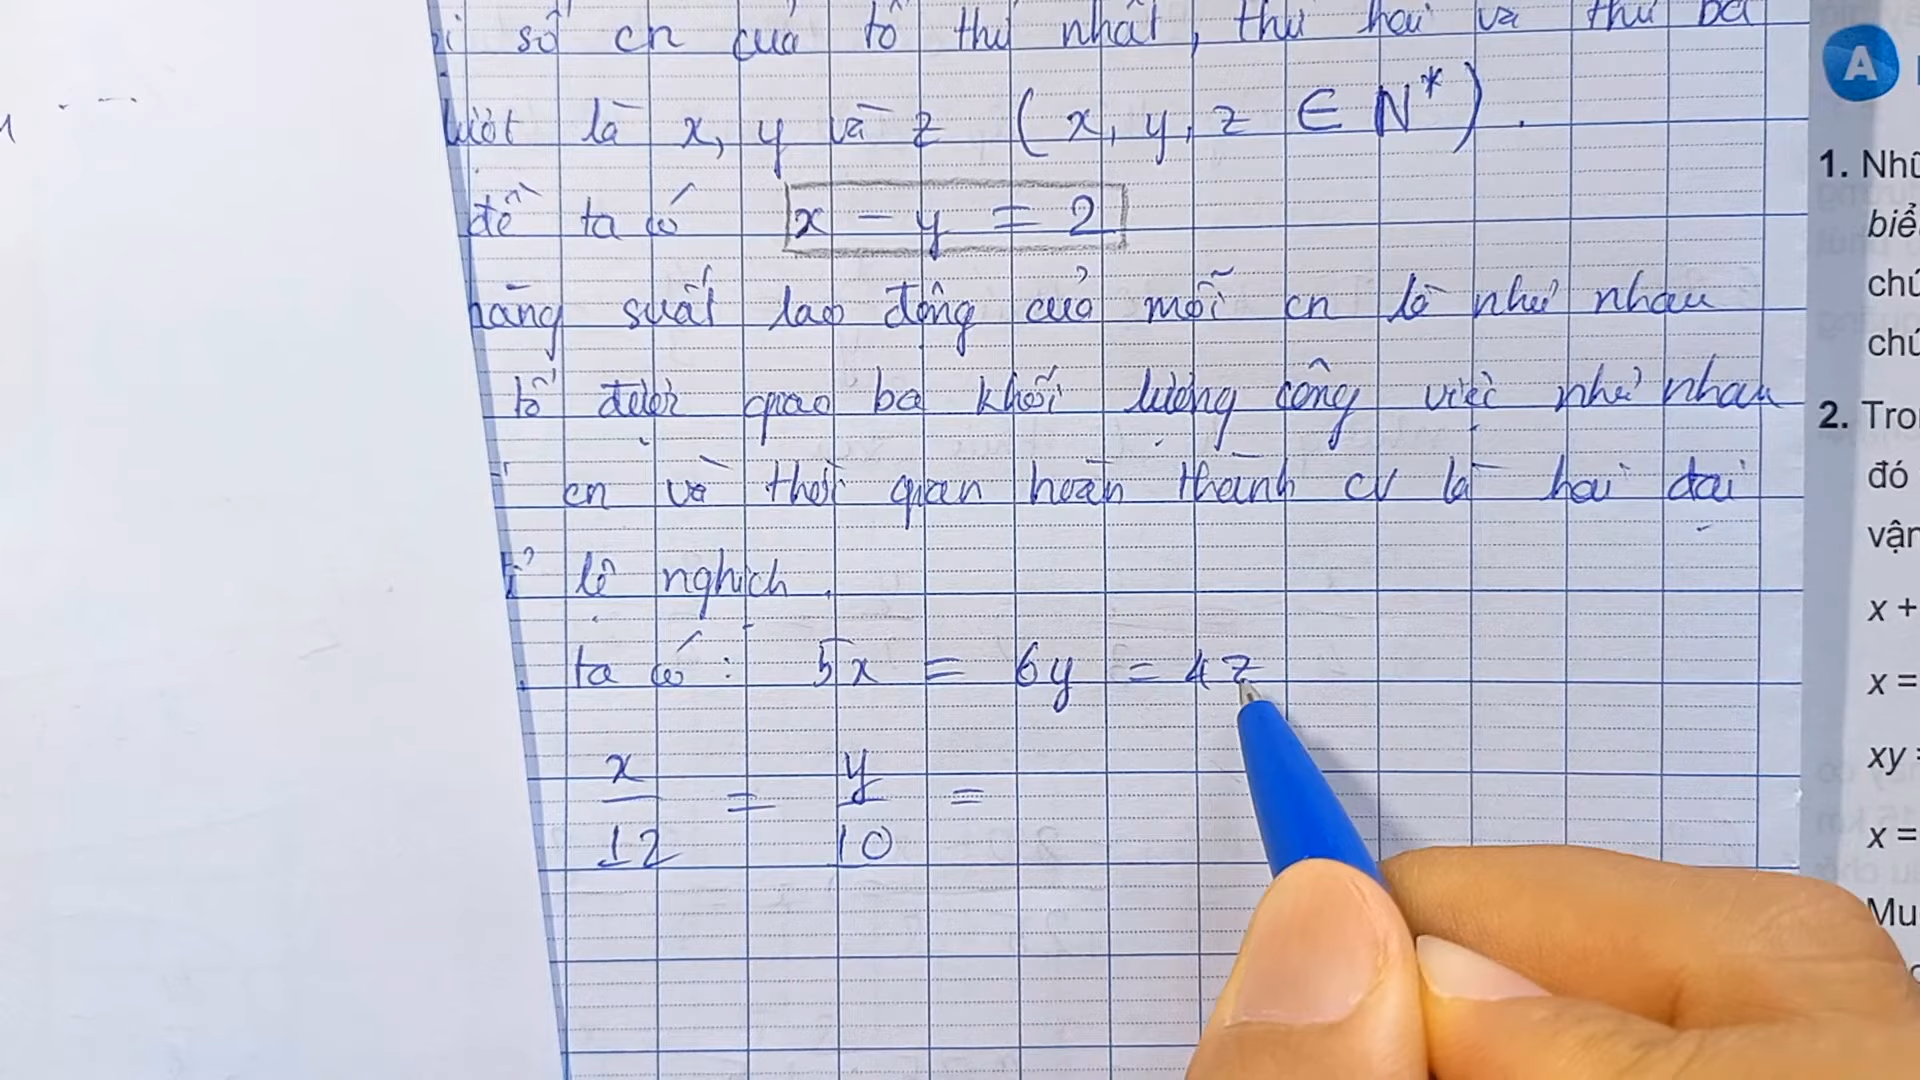 số cn của tổ thứ nhất, thứ hai và thứ ba
lượt là x, y và z (x, y, z ∈ N*).
đề ta có x - y = 2
năng suất lao động của mỗi cn là như nhau
tổ được giao ba khối lượng công việc như nhau
cn và thời gian hoàn thành cv là hai đại
tỉ lệ nghịch.
ta có: 5x = 6y = 4z
x/12 = y/10 =
A
1. Nhữ
biể
chú
chú
2. Tro
đó
vận
x +
x =
xy =
x =
Mu